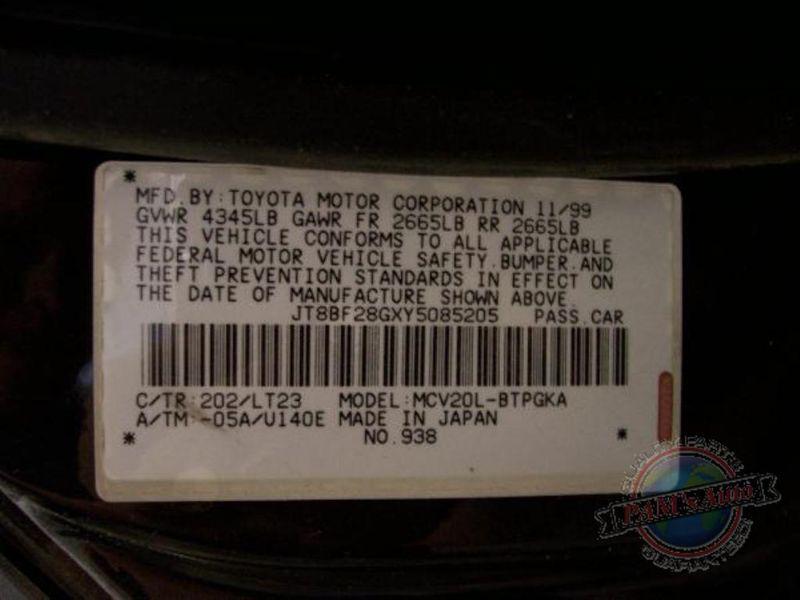 *
MFD.BY: TOYOTA MOTOR CORPORATION 11/99
GVWR 4345LB GAWR FR 2665LB RR 2665LB
THIS VEHICLE CONFORMS TO ALL APPLICABLE
FEDERAL MOTOR VEHICLE SAFETY.BUMPER.AND
THEFT PREVENTION STANDARDS IN EFFECT ON
THE DATE OF MANUFACTURE SHOWN ABOVE.
JT8BF28GXY5085205 PASS.CAR
C/TR:202/LT23 MODEL:MCV20L-BTPGKA
A/TM:-05A/U140E MADE IN JAPAN
* NO.938 *
QUALITY PARTS
PAM's Auto
GUARANTEED